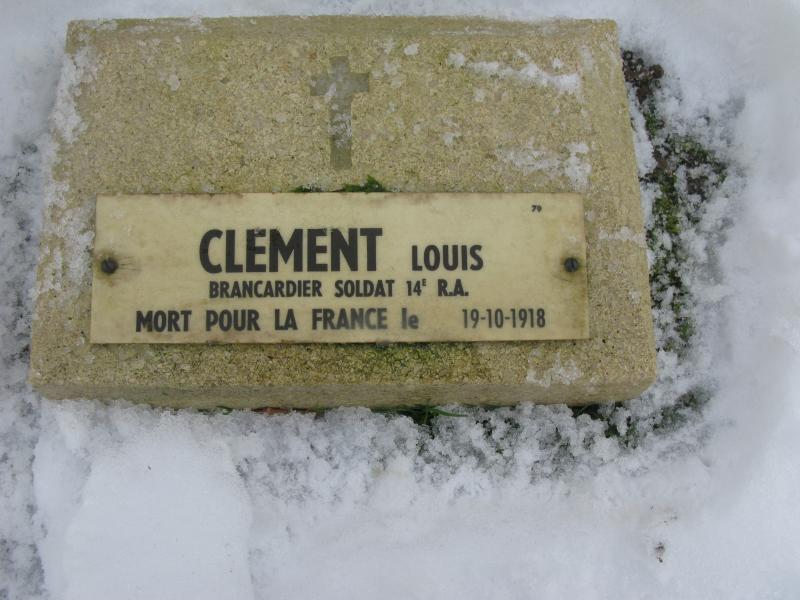 79
CLEMENT LOUIS
BRANCARDIER SOLDAT 14E R.A.
MORT POUR LA FRANCE le 19-10-1918